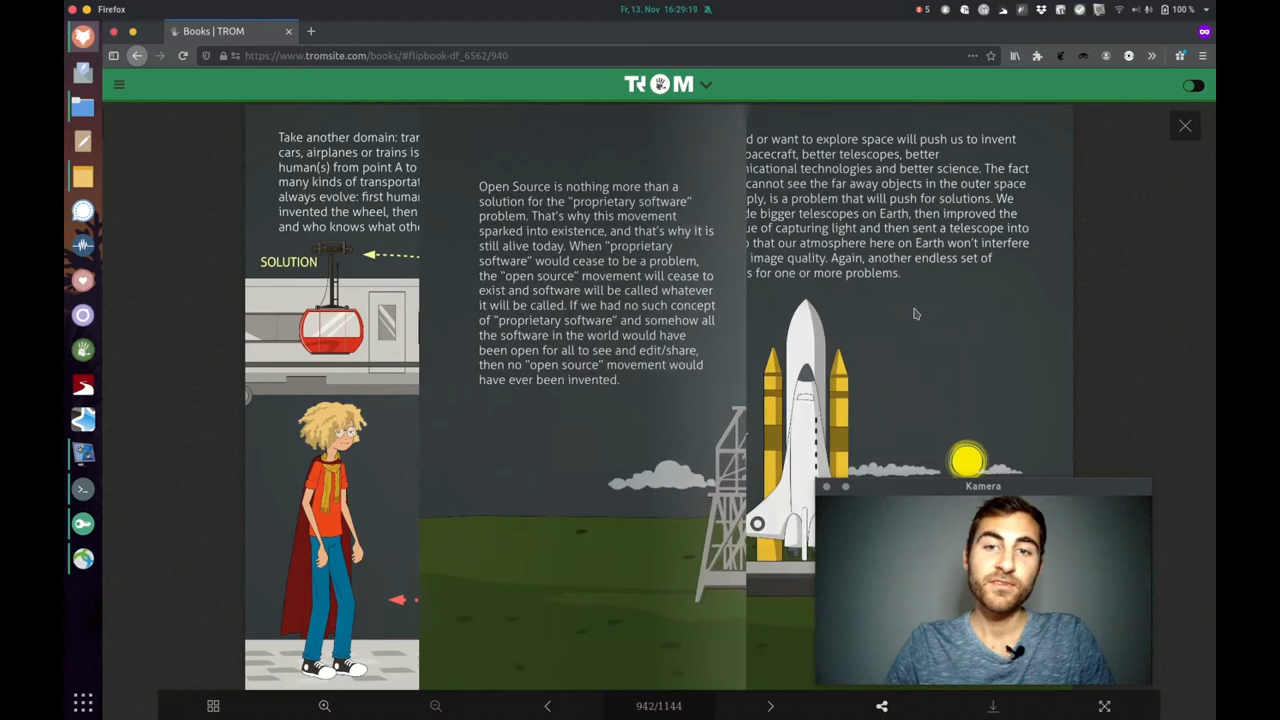 Firefox
Fr, 13. Nov 16:29:19
5
100 %
Books | TROM
https://www.tromsite.com/books/#flipbook-df_6562/940
TROM
Take another domain: tran
cars, airplanes or trains is
human(s) from point A to
many kinds of transportat
always evolve: first human
invented the wheel, then
and who knows what othe
SOLUTION
Open Source is nothing more than a
solution for the “proprietary software”
problem. That’s why this movement
sparked into existence, and that’s why it is
still alive today. When “proprietary
software” would cease to be a problem,
the “open source” movement will cease to
exist and software will be called whatever
it will be called. If we had no such concept
of “proprietary software” and somehow all
the software in the world would have
been open for all to see and edit/share,
then no “open source” movement would
have ever been invented.
d or want to explore space will push us to invent
pacecraft, better telescopes, better
nicational technologies and better science. The fact
cannot see the far away objects in the outer space
ply, is a problem that will push for solutions. We
de bigger telescopes on Earth, then improved the
ue of capturing light and then sent a telescope into
o that our atmosphere here on Earth won’t interfere
image quality. Again, another endless set of
s for one or more problems.
Kamera
942/1144